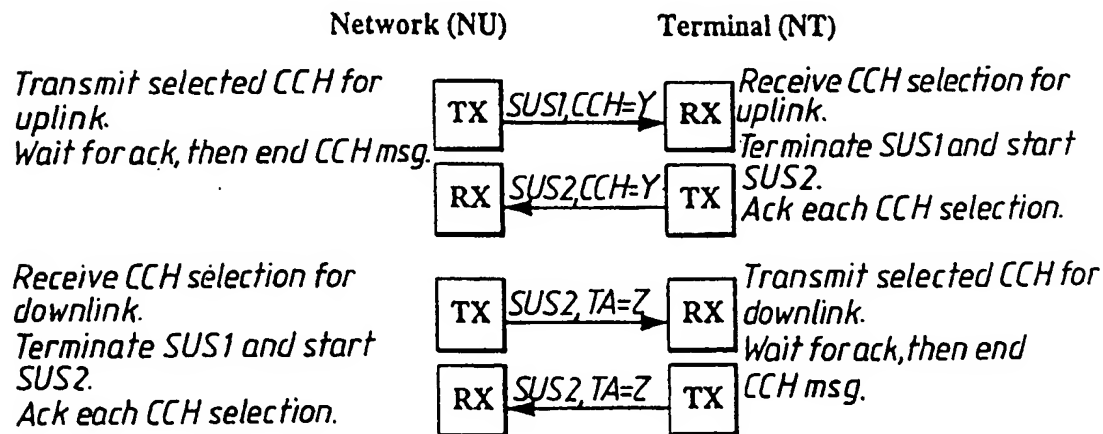 Network (NU) Terminal (NT)
Transmit selected CCH for
uplink.
Wait for ack, then end CCH msg.
TX SUS1,CCH=Y RX
RX SUS2,CCH=Y TX
Receive CCH selection for
uplink.
Terminate SUS1 and start
SUS2.
Ack each CCH selection.
Receive CCH selection for
downlink.
Terminate SUS1 and start
SUS2.
Ack each CCH selection.
TX SUS2, TA=Z RX
RX SUS2, TA=Z TX
Transmit selected CCH for
downlink.
Wait for ack, then end
CCH msg.